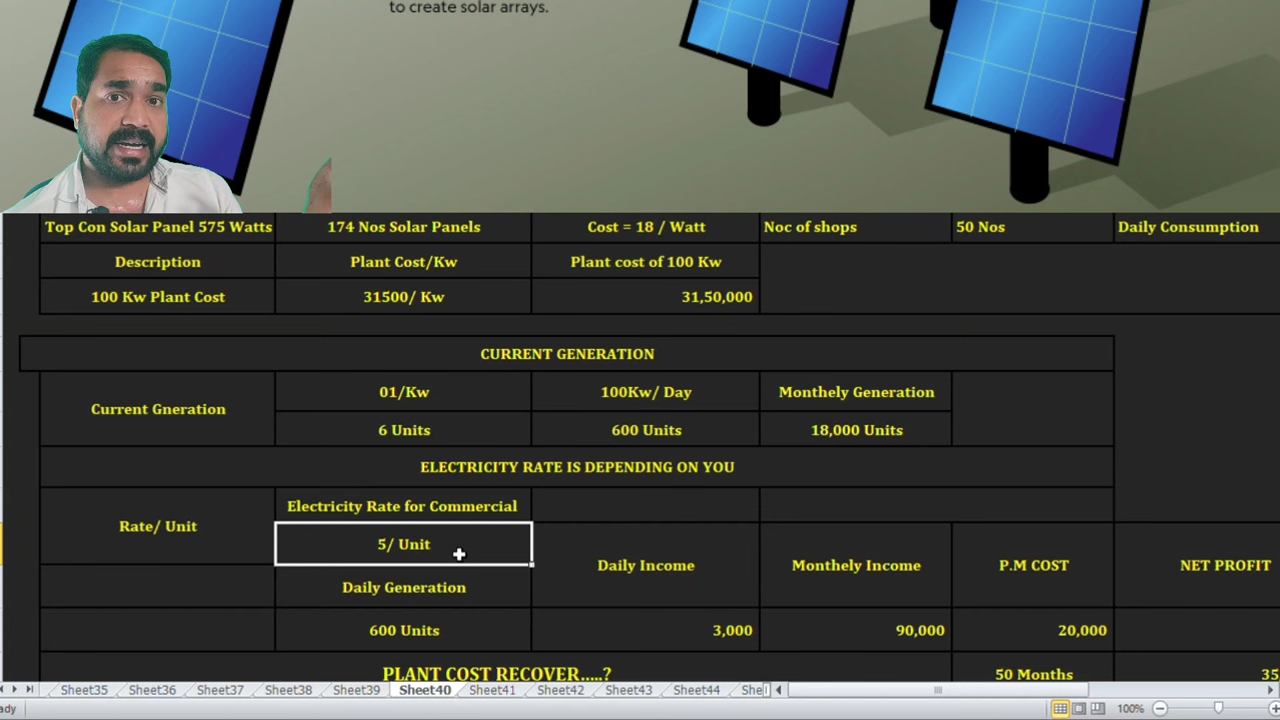 to create solar arrays.
Top Con Solar Panel 575 Watts 174 Nos Solar Panels Cost = 18 / Watt Noc of shops 50 Nos Daily Consumption
Description Plant Cost/Kw Plant cost of 100 Kw
100 Kw Plant Cost 31500/ Kw 31,50,000
CURRENT GENERATION
01/Kw 100Kw/ Day Monthely Generation
Current Gneration
6 Units 600 Units 18,000 Units
ELECTRICITY RATE IS DEPENDING ON YOU
Electricity Rate for Commercial
Rate/ Unit
5/ Unit
Daily Income Monthely Income P.M COST NET PROFIT
Daily Generation
600 Units 3,000 90,000 20,000
PLANT COST RECOVER.....? 50 Months 35
Sheet35 Sheet36 Sheet37 Sheet38 Sheet39 Sheet40 Sheet41 Sheet42 Sheet43 Sheet44 She
ady 100%